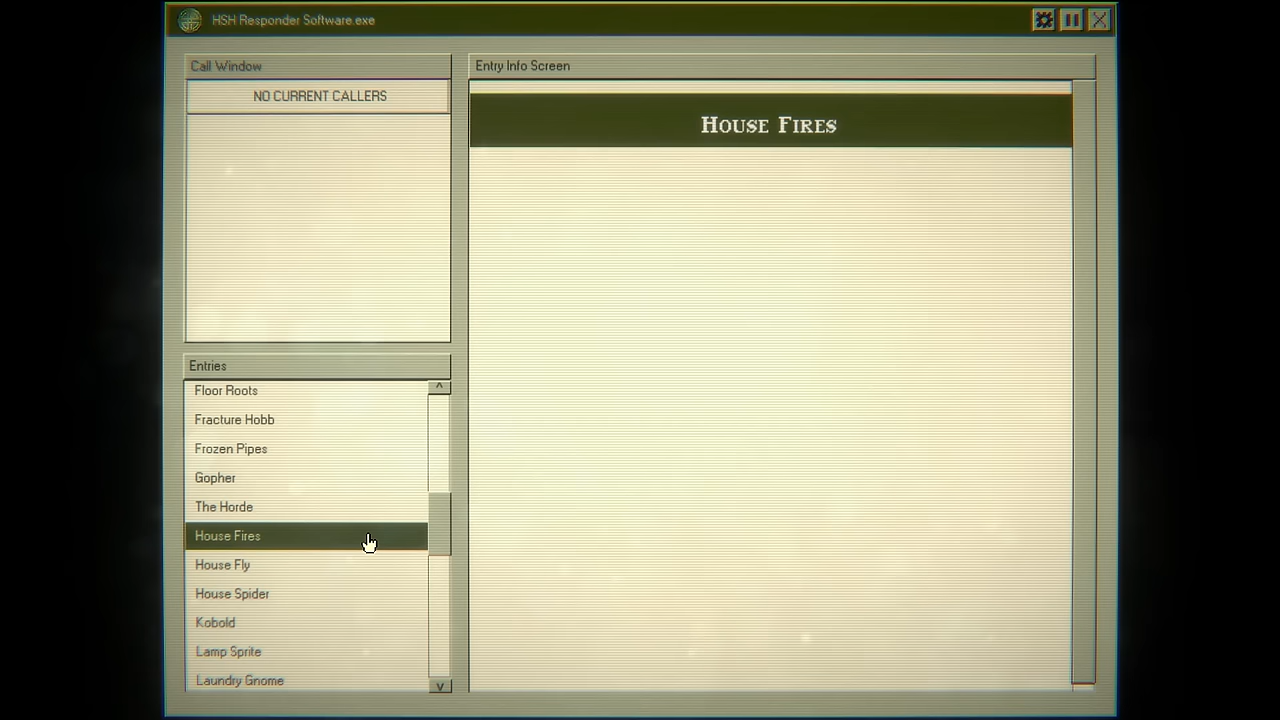 HSH Responder Software.exe
Call Window
NO CURRENT CALLERS
Entries
Floor Roots
Fracture Hobb
Frozen Pipes
Gopher
The Horde
House Fires
House Fly
House Spider
Kobold
Lamp Sprite
Laundry Gnome
Entry Info Screen
House Fires